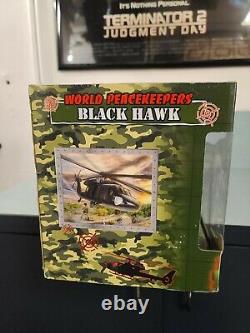 IT'S NOTHING PERSONAL.
TERMINATOR 2
JUDGMENT DAY
WORLD PEACEKEEPERS
BLACK HAWK